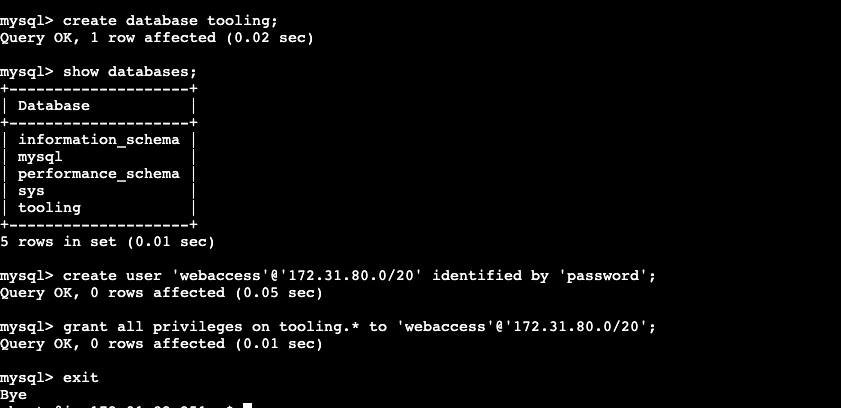 mysql> create database tooling;
Query OK, 1 row affected (0.02 sec)
mysql> show databases;
+--------------------+
| Database           |
+--------------------+
| information_schema |
| mysql              |
| performance_schema |
| sys                |
| tooling            |
+--------------------+
5 rows in set (0.01 sec)
mysql> create user 'webaccess'@'172.31.80.0/20' identified by 'password';
Query OK, 0 rows affected (0.05 sec)
mysql> grant all privileges on tooling.* to 'webaccess'@'172.31.80.0/20';
Query OK, 0 rows affected (0.01 sec)
mysql> exit
Bye